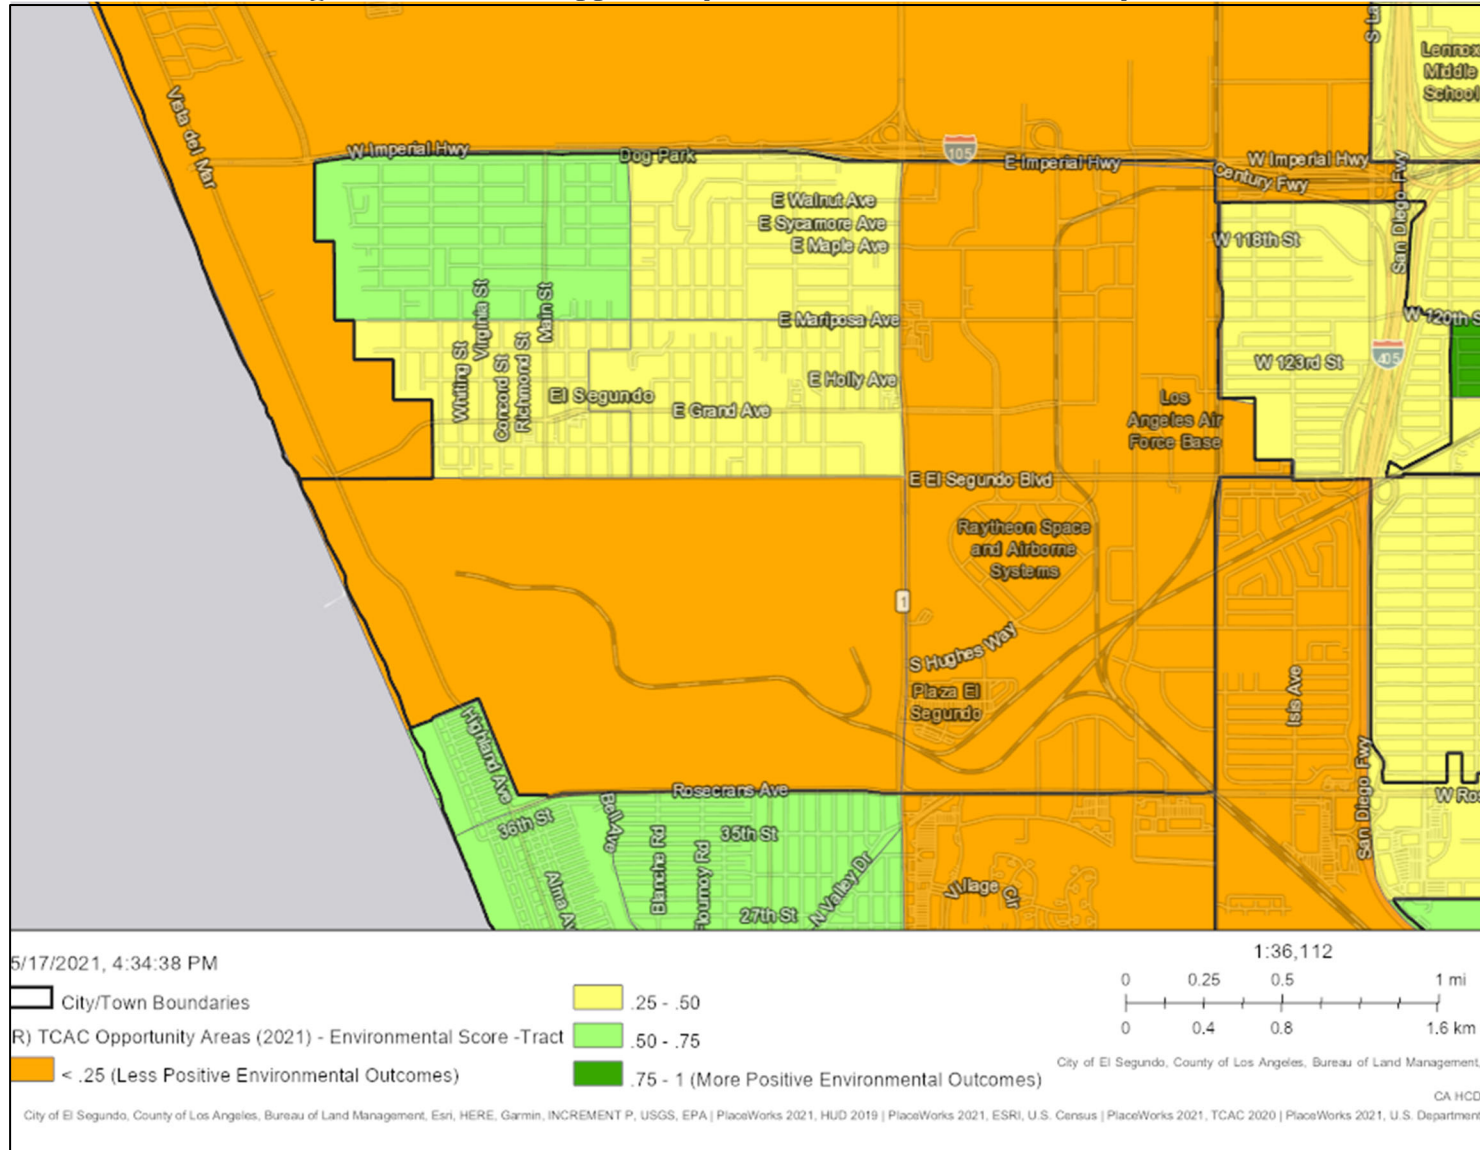 S La
Lennox
Middle
School
Vista del Mar
W Imperial Hwy
Dog Park
105
E Imperial Hwy
W Imperial Hwy
Century Fwy
San Diego Fwy
E Walnut Ave
E Sycamore Ave
E Maple Ave
W 118th St
Virginia St
Main St
E Mariposa Ave
W 120th S
Whiting St
Concord St
Richmond St
W 123rd St
405
E Holly Ave
El Segundo
E Grand Ave
Los
Angeles Air
Force Base
E El Segundo Blvd
Raytheon Space
and Airborne
Systems
1
S Hughes Way
Plaza El
Segundo
Isis Ave
Highland Ave
San Diego Fwy
Rosecrans Ave
W Ros
36th St
Bell Ave
Blanche Rd
Flournoy Rd
35th St
N Valley Dr
Alma Av
27th St
Village Cir
5/17/2021, 4:34:38 PM
City/Town Boundaries
R) TCAC Opportunity Areas (2021) - Environmental Score -Tract
< .25 (Less Positive Environmental Outcomes)
.25 - .50
.50 - .75
.75 - 1 (More Positive Environmental Outcomes)
1:36,112
0 0.25 0.5 1 mi
0 0.4 0.8 1.6 km
City of El Segundo, County of Los Angeles, Bureau of Land Management,
CA HCD
City of El Segundo, County of Los Angeles, Bureau of Land Management, Esri, HERE, Garmin, INCREMENT P, USGS, EPA | PlaceWorks 2021, HUD 2019 | PlaceWorks 2021, ESRI, U.S. Census | PlaceWorks 2021, TCAC 2020 | PlaceWorks 2021, U.S. Department